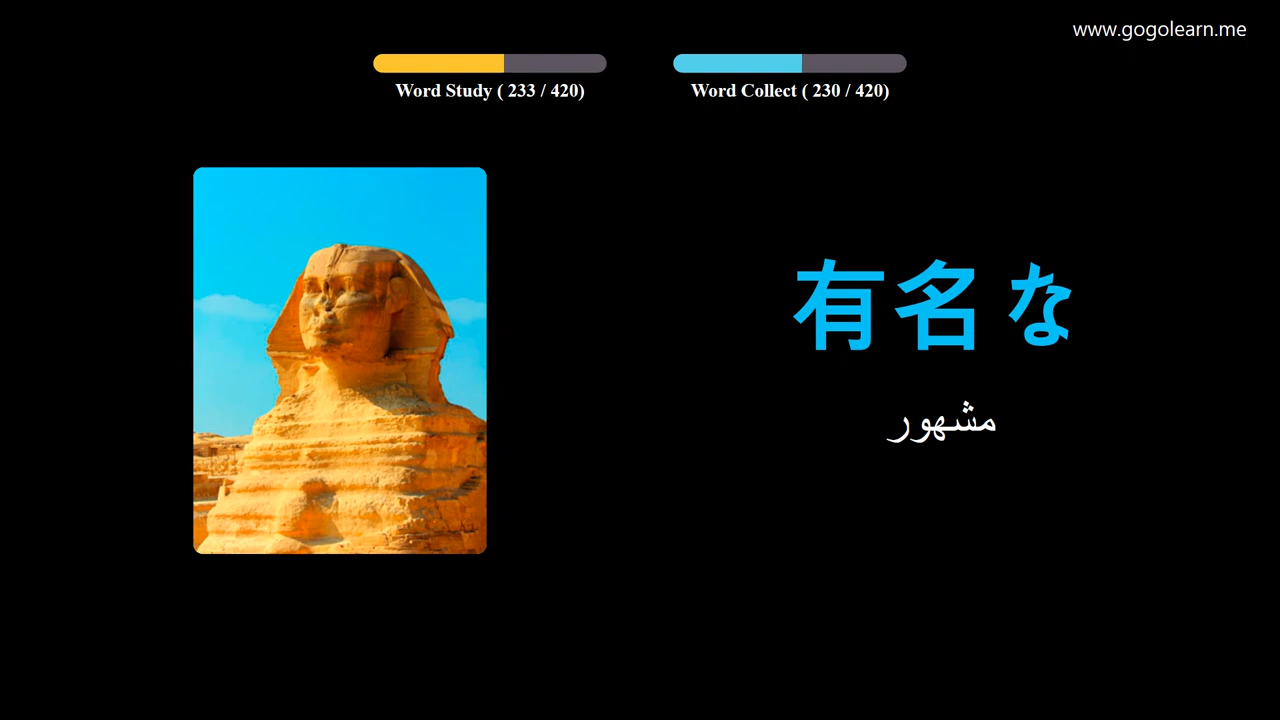 www.gogolearn.me
Word Study ( 233 / 420)
Word Collect ( 230 / 420)
有名 な
مشهور